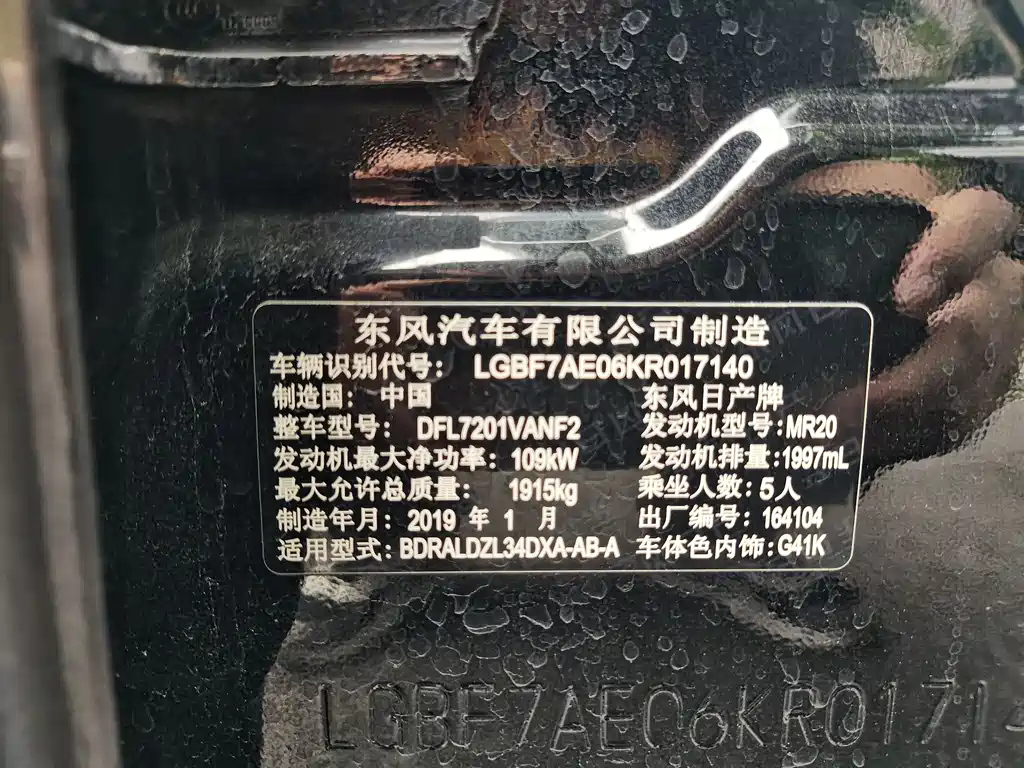 东风汽车有限公司制造
车辆识别代号: LGBF7AE06KR017140
制造国: 中国 东风日产牌
整车型号: DFL7201VANF2 发动机型号:MR20
发动机最大净功率: 109kW 发动机排量:1997mL
最大允许总质量: 1915kg 乘坐人数:5人
制造年月: 2019 年 1 月 出厂编号: 164104
适用型式:BDRALDZL34DXA-AB-A 车体色内饰:G41K
LGBF7AE06KR0171